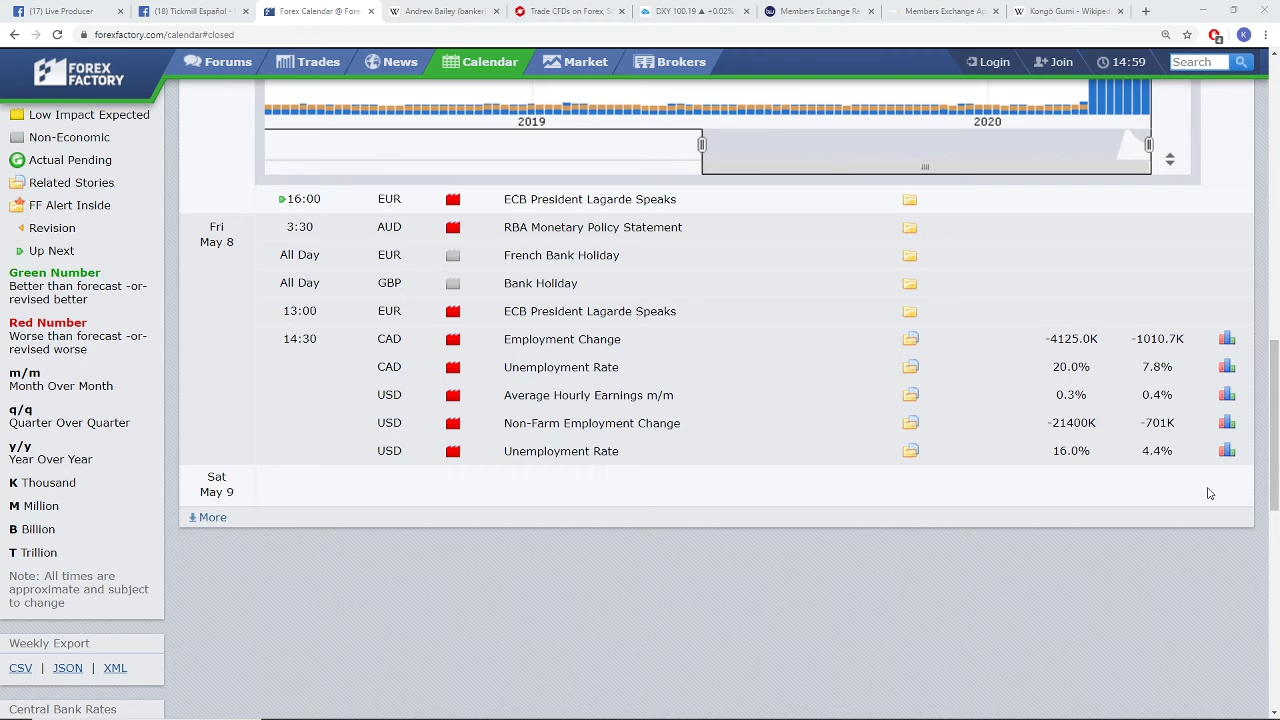 (17) Live Producer
(18) Tickmill Español -
Forex Calendar @ Fore
Andrew Bailey (banker)
Trade CFDs on Forex, S
DXY 100.19 ▲ +0.02%
Members Exchange Re
Members Exchange Ap
Kongō Gumi - Wikiped
forexfactory.com/calendar#closed
K
FOREX
FACTORY
Forums
Trades
News
Calendar
Market
Brokers
Login
Join
14:59
Search
Non-Economic
Actual Pending
Related Stories
FF Alert Inside
Revision
Up Next
Green Number
Better than forecast -or-
revised better
Red Number
Worse than forecast -or-
revised worse
m/m
Month Over Month
q/q
Quarter Over Quarter
y/y
Year Over Year
K Thousand
M Million
B Billion
T Trillion
Note: All times are
approximate and subject
to change
Weekly Export
CSV | JSON | XML
Central Bank Rates
2019 2020
16:00 EUR ECB President Lagarde Speaks
Fri
May 8
3:30 AUD RBA Monetary Policy Statement
All Day EUR French Bank Holiday
All Day GBP Bank Holiday
13:00 EUR ECB President Lagarde Speaks
14:30 CAD Employment Change -4125.0K -1010.7K
CAD Unemployment Rate 20.0% 7.8%
USD Average Hourly Earnings m/m 0.3% 0.4%
USD Non-Farm Employment Change -21400K -701K
USD Unemployment Rate 16.0% 4.4%
Sat
May 9
More